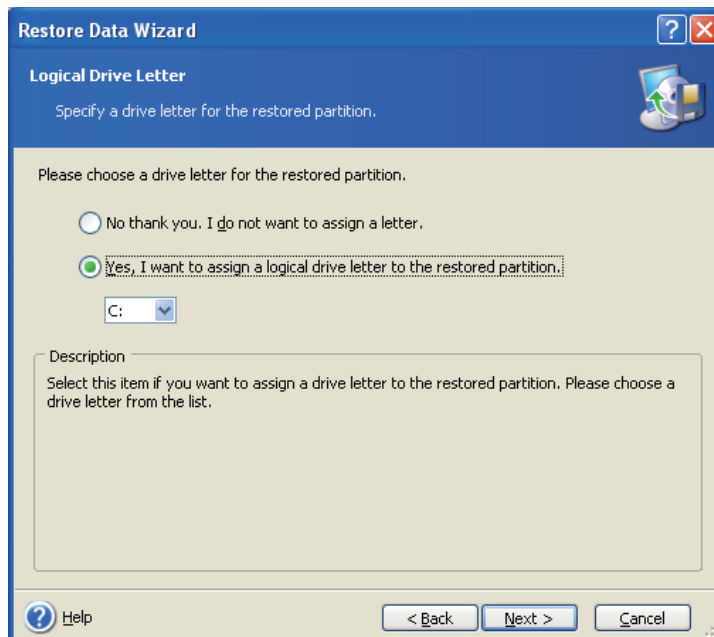 Restore Data Wizard
Logical Drive Letter
Specify a drive letter for the restored partition.
Please choose a drive letter for the restored partition.
No thank you. I do not want to assign a letter.
Yes, I want to assign a logical drive letter to the restored partition.
C:
Description
Select this item if you want to assign a drive letter to the restored partition. Please choose a
drive letter from the list.
Help
< Back
Next >
Cancel